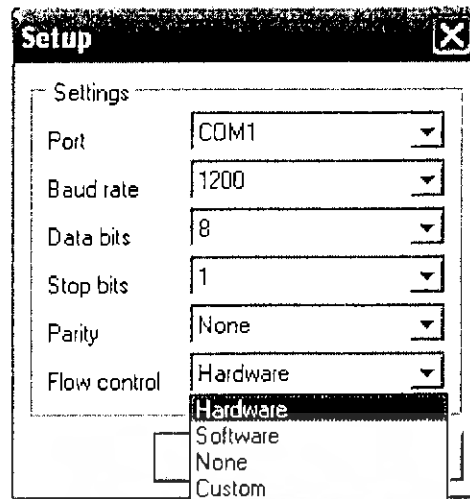 Setup
Settings
Port COM1
Baud rate 1200
Data bits 8
Stop bits 1
Parity None
Flow control Hardware
Hardware
Software
None
Custom